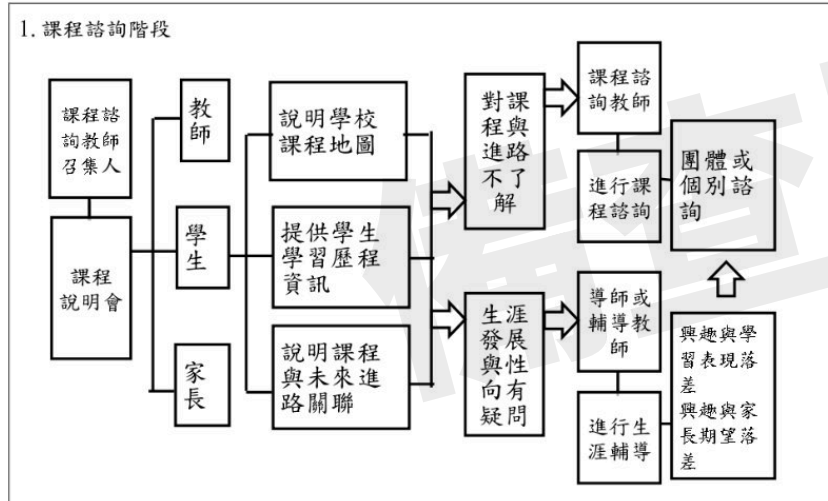 1. 課程諮詢階段
課程諮
詢教師
召集人
課程
說明會
教
師
學
生
家
長
說明學校
課程地圖
提供學生
學習歷程
資訊
說明課程
與未來進
路關聯
對課
程與
進路
不了
解
生涯
發展
與性
向有
疑問
課程諮
詢教師
進行課
程諮詢
團體或
個別諮
詢
導師或
輔導教
師
進行生
涯輔導
興趣與學
習表現落
差
興趣與家
長期望落
差
備查